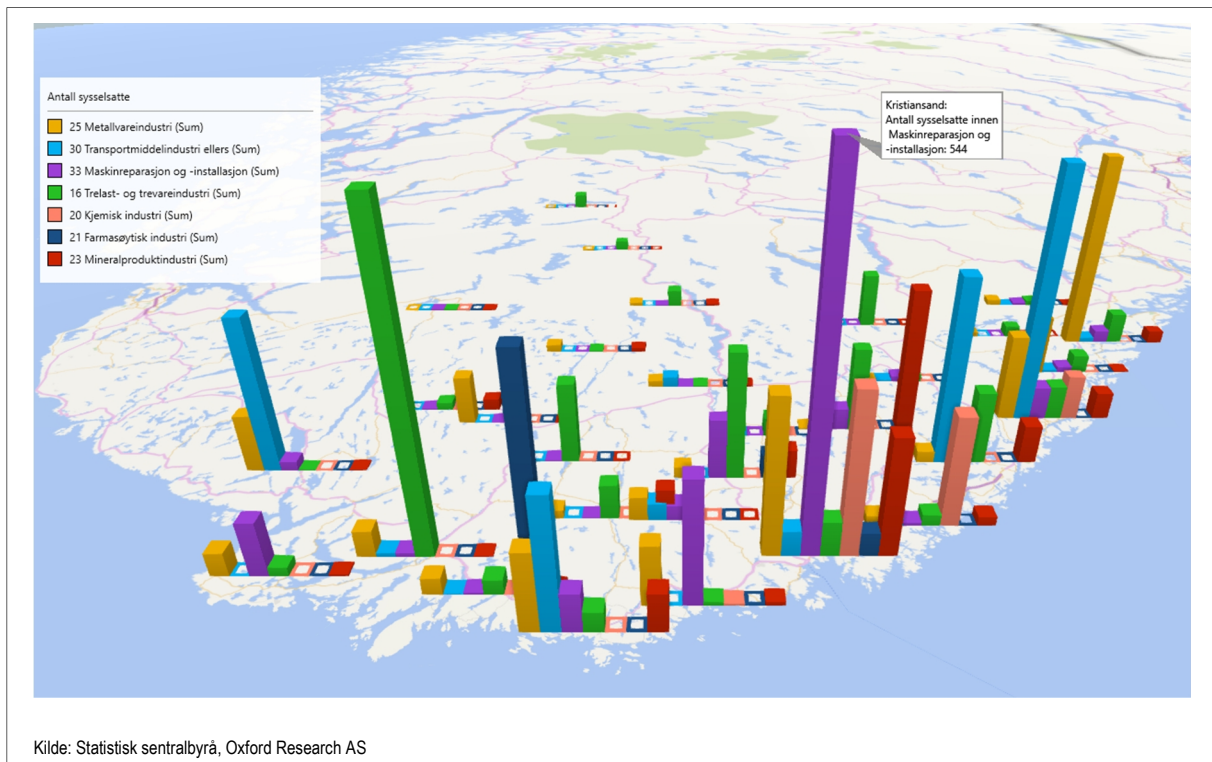 Antall sysselsatte
25 Metallvareindustri (Sum)
30 Transportmiddelindustri ellers (Sum)
33 Maskinreparasjon og -installasjon (Sum)
16 Trelast- og trevareindustri (Sum)
20 Kjemisk industri (Sum)
21 Farmasøytisk industri (Sum)
23 Mineralproduktindustri (Sum)
Kristiansand:
Antall sysselsatte innen
Maskinreparasjon og
-installasjon: 544
Kilde: Statistisk sentralbyrå, Oxford Research AS